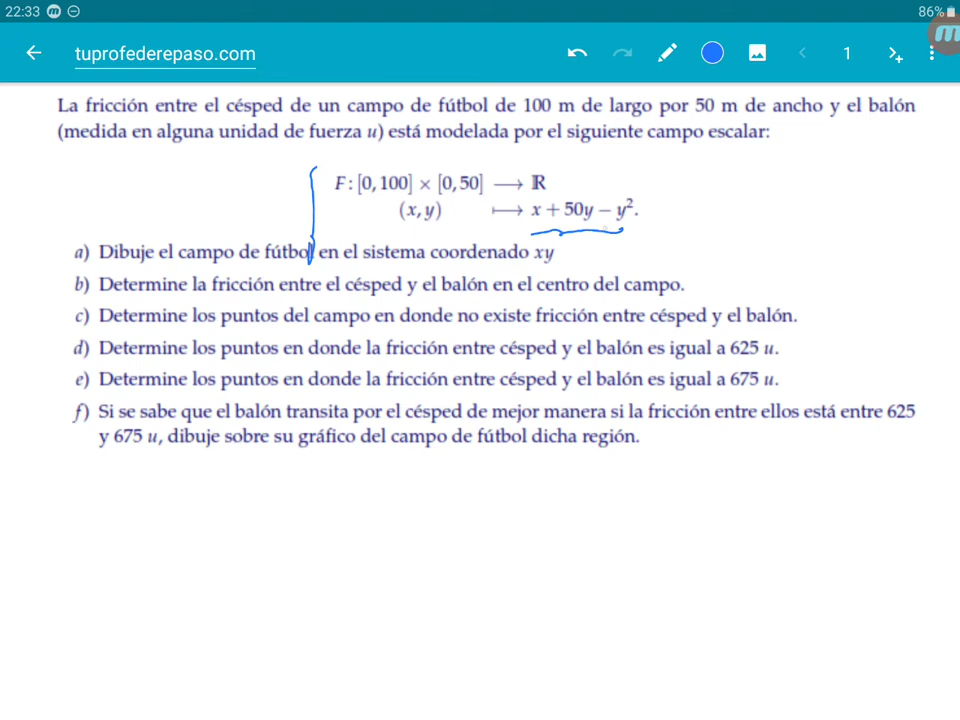 22:33 m 86%
tuprofederepaso.com 1
La fricción entre el césped de un campo de fútbol de 100 m de largo por 50 m de ancho y el balón
(medida en alguna unidad de fuerza u) está modelada por el siguiente campo escalar:
F: [0, 100] × [0, 50] ⟶ ℝ
(x, y) ⟼ x + 50y − y².
a) Dibuje el campo de fútbol en el sistema coordenado xy
b) Determine la fricción entre el césped y el balón en el centro del campo.
c) Determine los puntos del campo en donde no existe fricción entre césped y el balón.
d) Determine los puntos en donde la fricción entre césped y el balón es igual a 625 u.
e) Determine los puntos en donde la fricción entre césped y el balón es igual a 675 u.
f) Si se sabe que el balón transita por el césped de mejor manera si la fricción entre ellos está entre 625
y 675 u, dibuje sobre su gráfico del campo de fútbol dicha región.